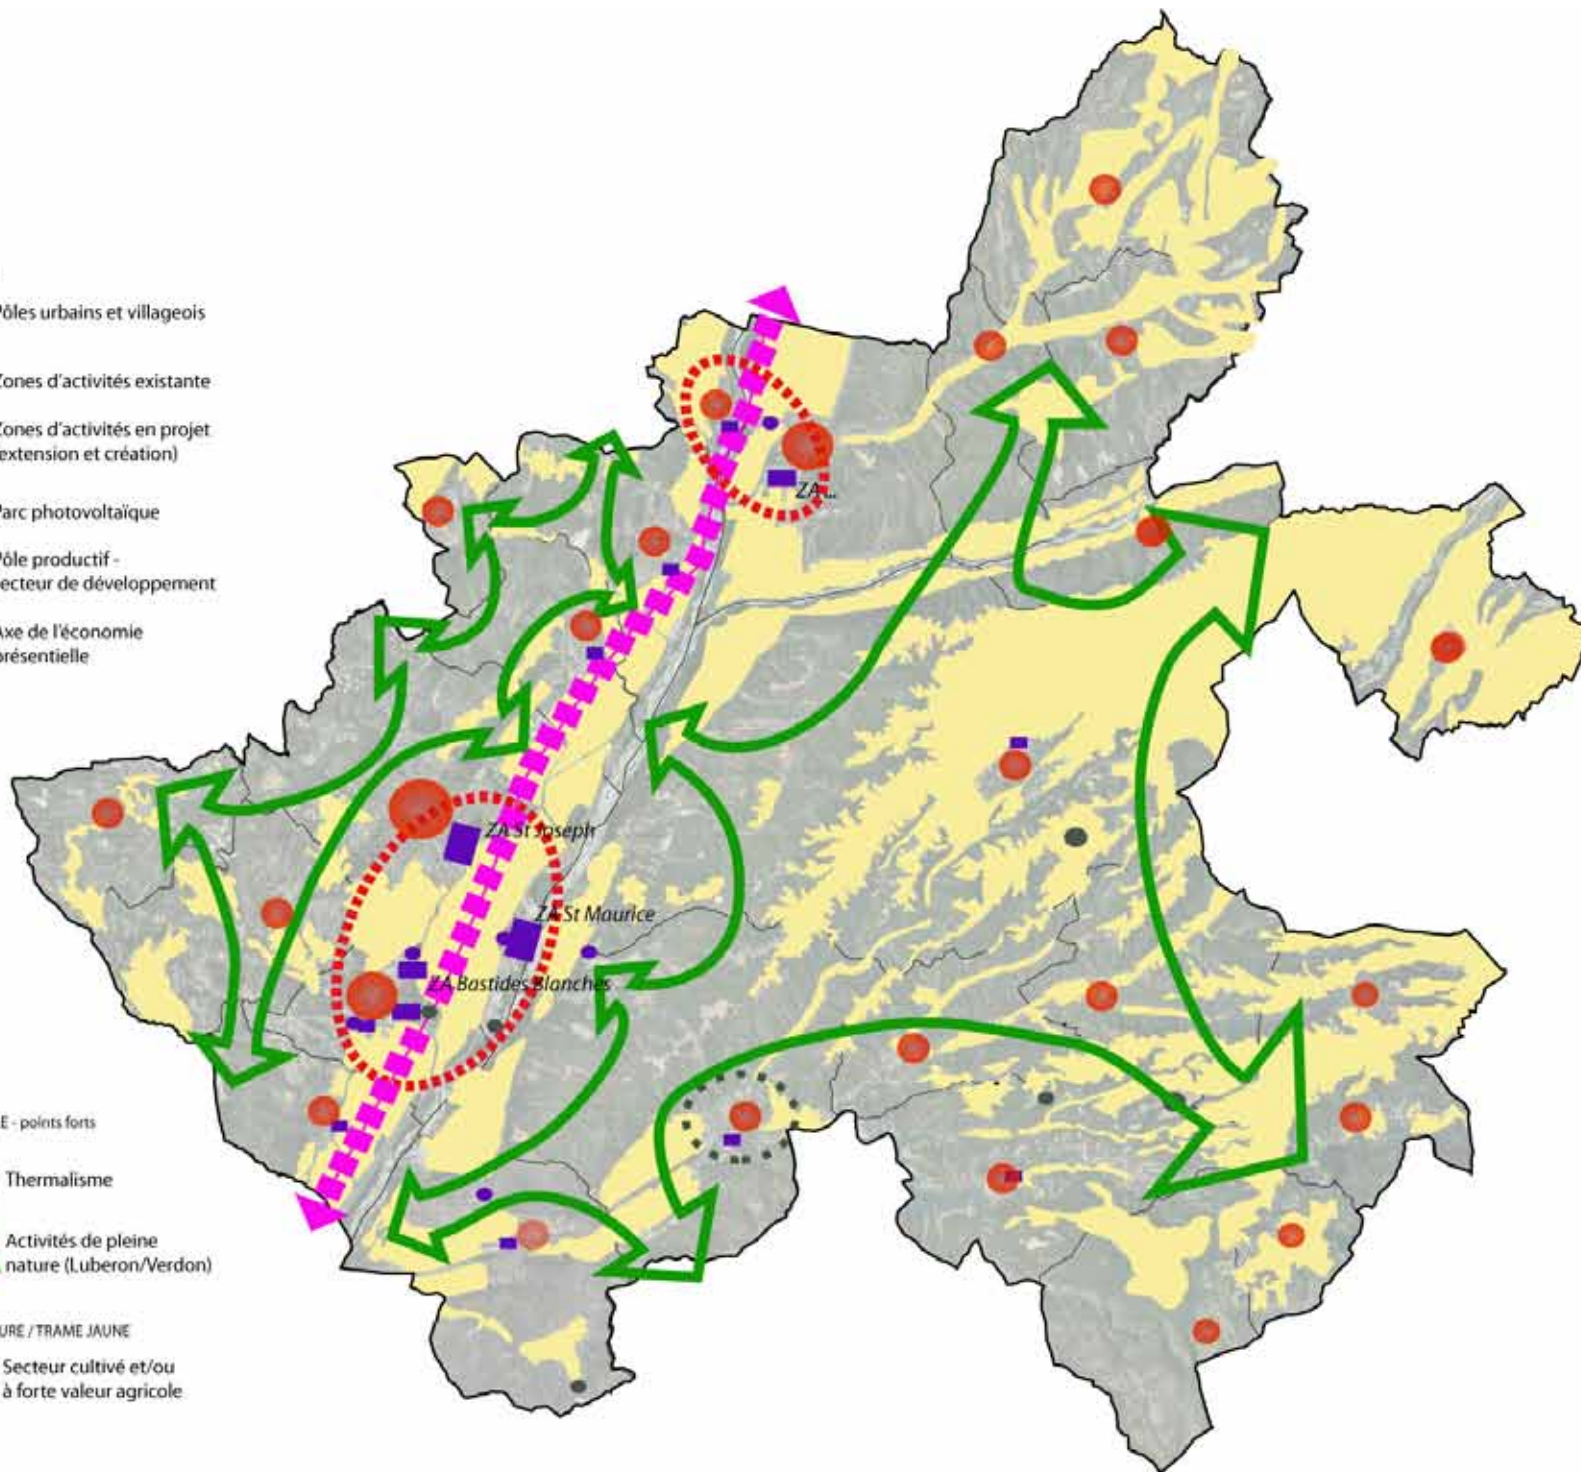 Pôles urbains et villageois
Zones d'activités existante
Zones d'activités en projet
extension et création)
Parc photovoltaïque
Pôle productif -
secteur de développement
Axe de l'économie
présentielle
ZA ...
ZA St Joseph
ZA St Maurice
ZA Bastides Blanches
E - points forts
Thermalisme
Activités de pleine
nature (Luberon/Verdon)
URE / TRAME JAUNE
Secteur cultivé et/ou
à forte valeur agricole